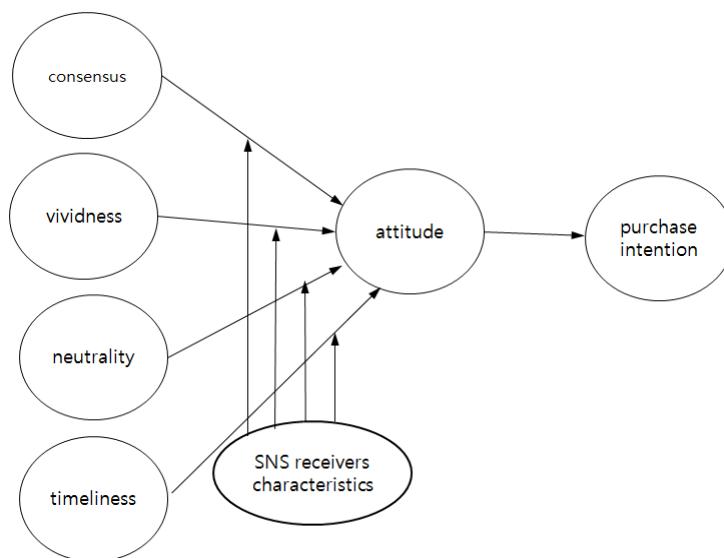 consensus
vividness
attitude
purchase
intention
neutrality
SNS receivers
characteristics
timeliness